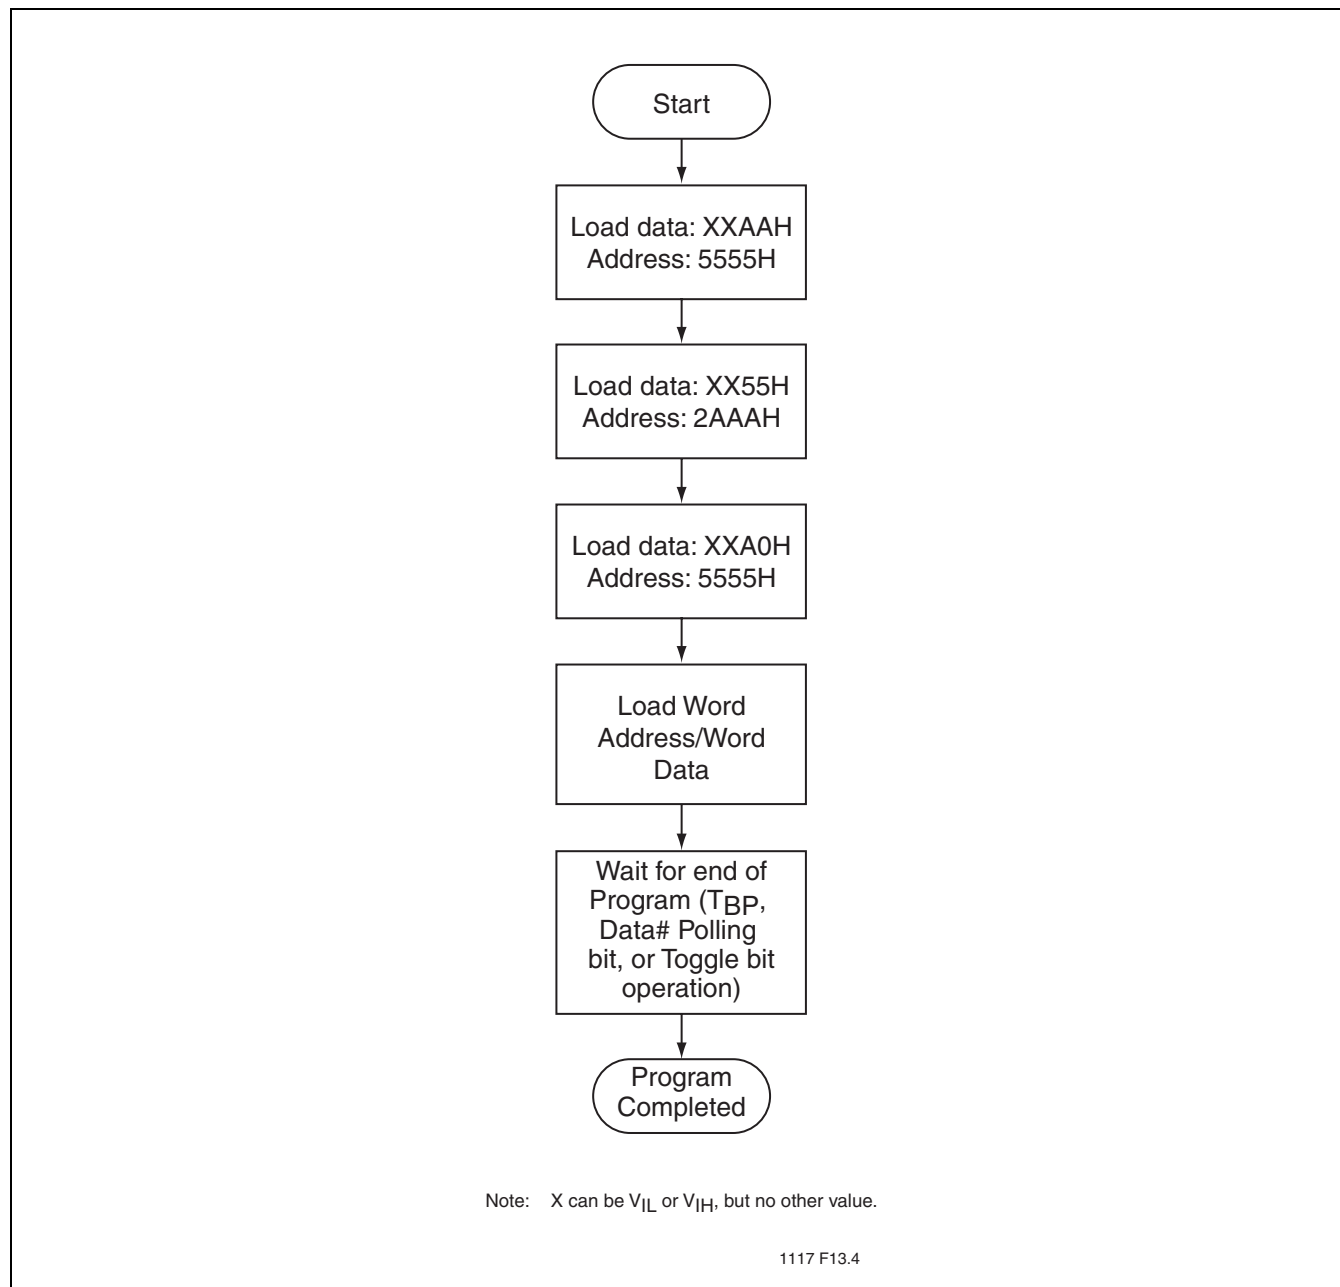 Start
Load data: XXAAH
Address: 5555H
Load data: XX55H
Address: 2AAAH
Load data: XXA0H
Address: 5555H
Load Word
Address/Word
Data
Wait for end of
Program (TBP,
Data# Polling
bit, or Toggle bit
operation)
Program
Completed
Note: X can be VIL or VIH, but no other value.
1117 F13.4